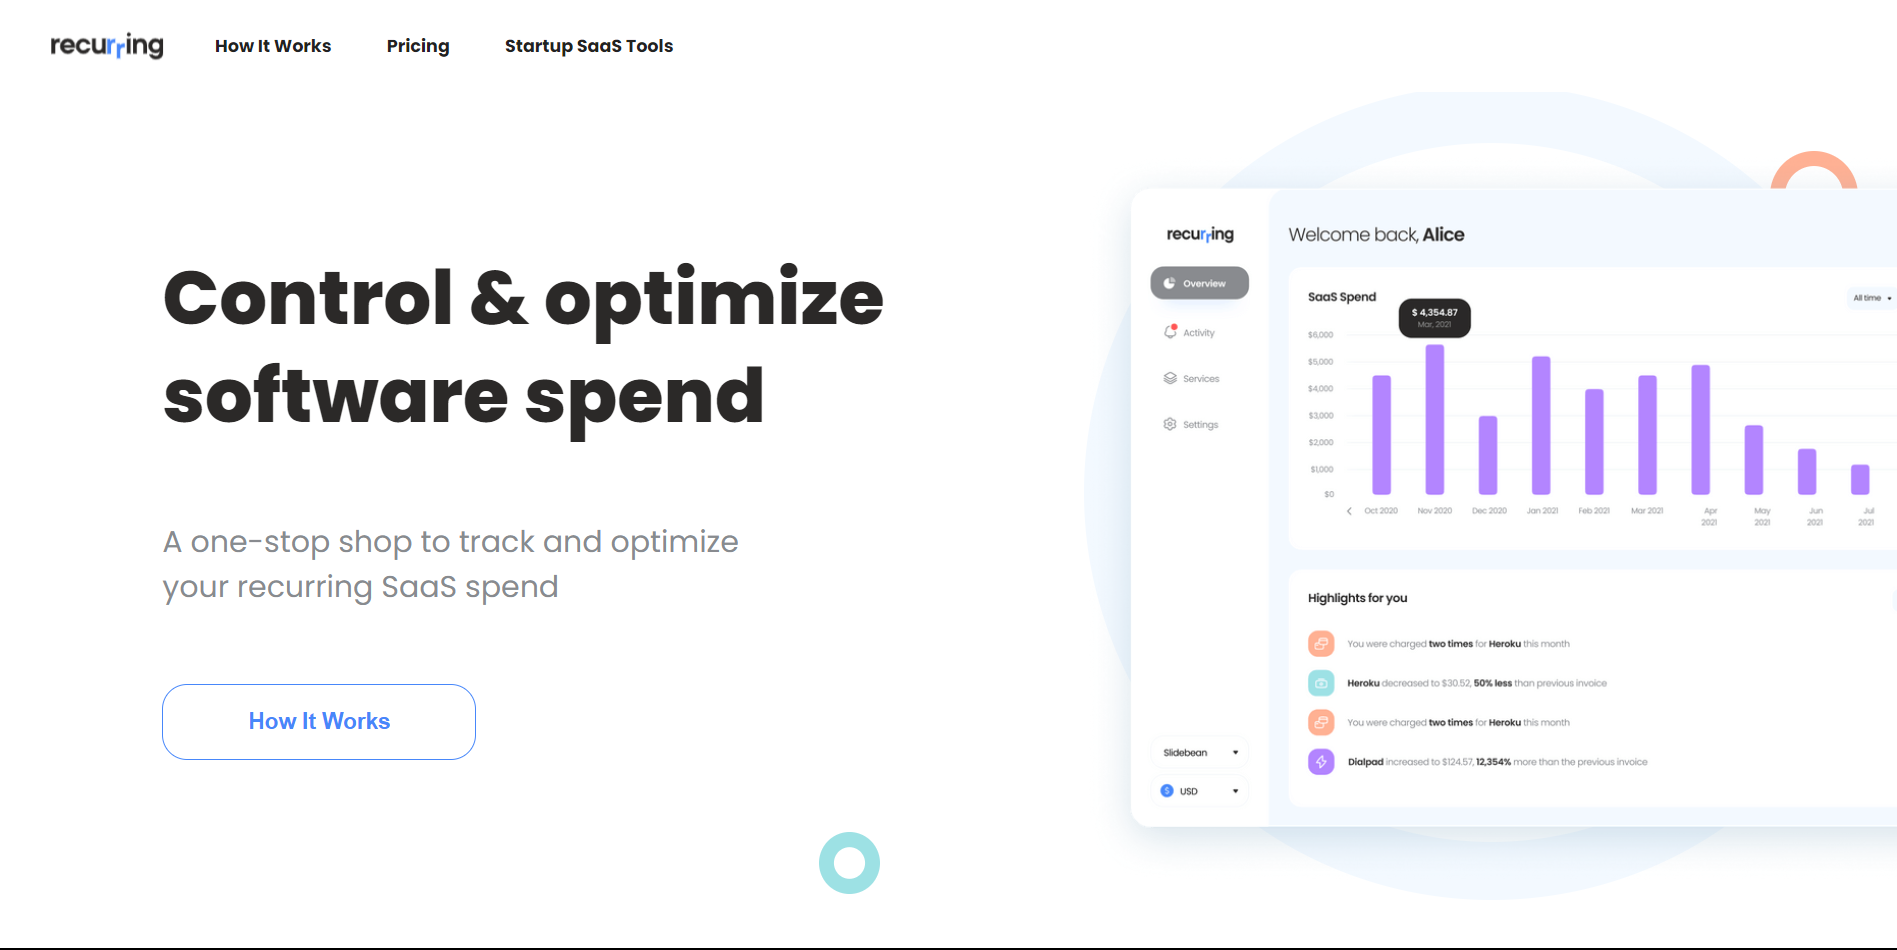 recurring
How It Works
Pricing
Startup SaaS Tools
Control & optimize
software spend
A one-stop shop to track and optimize
your recurring SaaS spend
How It Works
recurring
Overview
Activity
Services
Settings
Slidebean
USD
Welcome back, Alice
SaaS Spend
All time
$ 4,354.87
Mar, 2021
$6,000
$5,000
$4,000
$3,000
$2,000
$1,000
$0
Oct 2020
Nov 2020
Dec 2020
Jan 2021
Feb 2021
Mar 2021
Apr
2021
May
2021
Jun
2021
Jul
2021
Highlights for you
You were charged two times for Heroku this month
Heroku decreased to $30.52, 50% less than previous invoice
You were charged two times for Heroku this month
Dialpad increased to $124.57, 12,354% more than the previous invoice